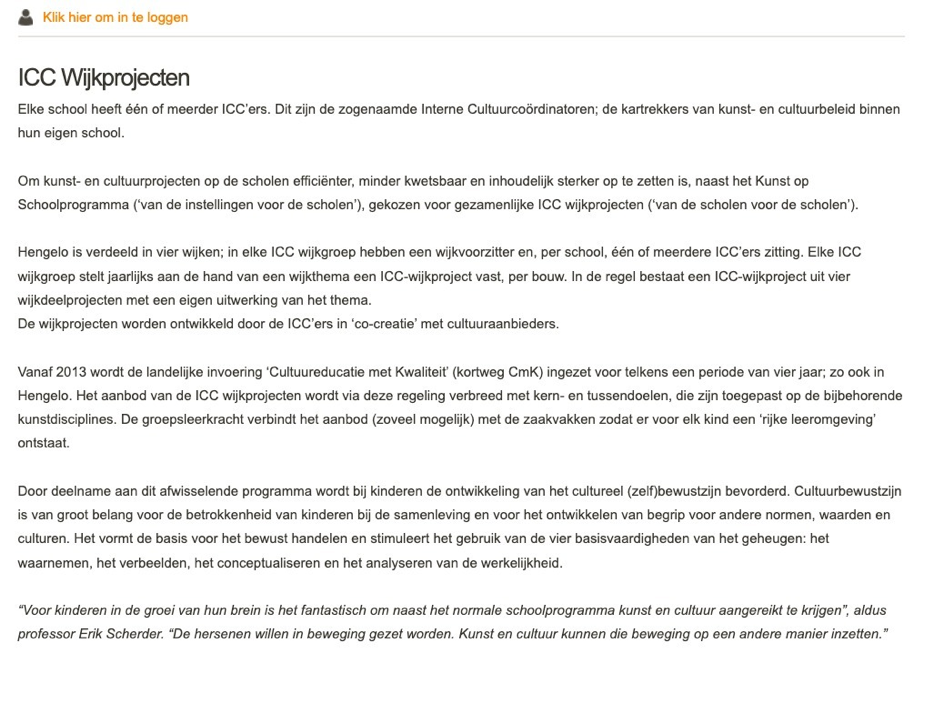 Klik hier om in te loggen
ICC Wijkprojecten
Elke school heeft één of meerder ICC’ers. Dit zijn de zogenaamde Interne Cultuurcoördinatoren; de kartrekkers van kunst- en cultuurbeleid binnen
hun eigen school.
Om kunst- en cultuurprojecten op de scholen efficiënter, minder kwetsbaar en inhoudelijk sterker op te zetten is, naast het Kunst op
Schoolprogramma (‘van de instellingen voor de scholen’), gekozen voor gezamenlijke ICC wijkprojecten (‘van de scholen voor de scholen’).
Hengelo is verdeeld in vier wijken; in elke ICC wijkgroep hebben een wijkvoorzitter en, per school, één of meerdere ICC’ers zitting. Elke ICC
wijkgroep stelt jaarlijks aan de hand van een wijkthema een ICC-wijkproject vast, per bouw. In de regel bestaat een ICC-wijkproject uit vier
wijkdeelprojecten met een eigen uitwerking van het thema.
De wijkprojecten worden ontwikkeld door de ICC’ers in ‘co-creatie’ met cultuuraanbieders.
Vanaf 2013 wordt de landelijke invoering ‘Cultuureducatie met Kwaliteit’ (kortweg CmK) ingezet voor telkens een periode van vier jaar; zo ook in
Hengelo. Het aanbod van de ICC wijkprojecten wordt via deze regeling verbreed met kern- en tussendoelen, die zijn toegepast op de bijbehorende
kunstdisciplines. De groepsleerkracht verbindt het aanbod (zoveel mogelijk) met de zaakvakken zodat er voor elk kind een ‘rijke leeromgeving’
ontstaat.
Door deelname aan dit afwisselende programma wordt bij kinderen de ontwikkeling van het cultureel (zelf)bewustzijn bevorderd. Cultuurbewustzijn
is van groot belang voor de betrokkenheid van kinderen bij de samenleving en voor het ontwikkelen van begrip voor andere normen, waarden en
culturen. Het vormt de basis voor het bewust handelen en stimuleert het gebruik van de vier basisvaardigheden van het geheugen: het
waarnemen, het verbeelden, het conceptualiseren en het analyseren van de werkelijkheid.
“Voor kinderen in de groei van hun brein is het fantastisch om naast het normale schoolprogramma kunst en cultuur aangereikt te krijgen”, aldus
professor Erik Scherder. “De hersenen willen in beweging gezet worden. Kunst en cultuur kunnen die beweging op een andere manier inzetten.”